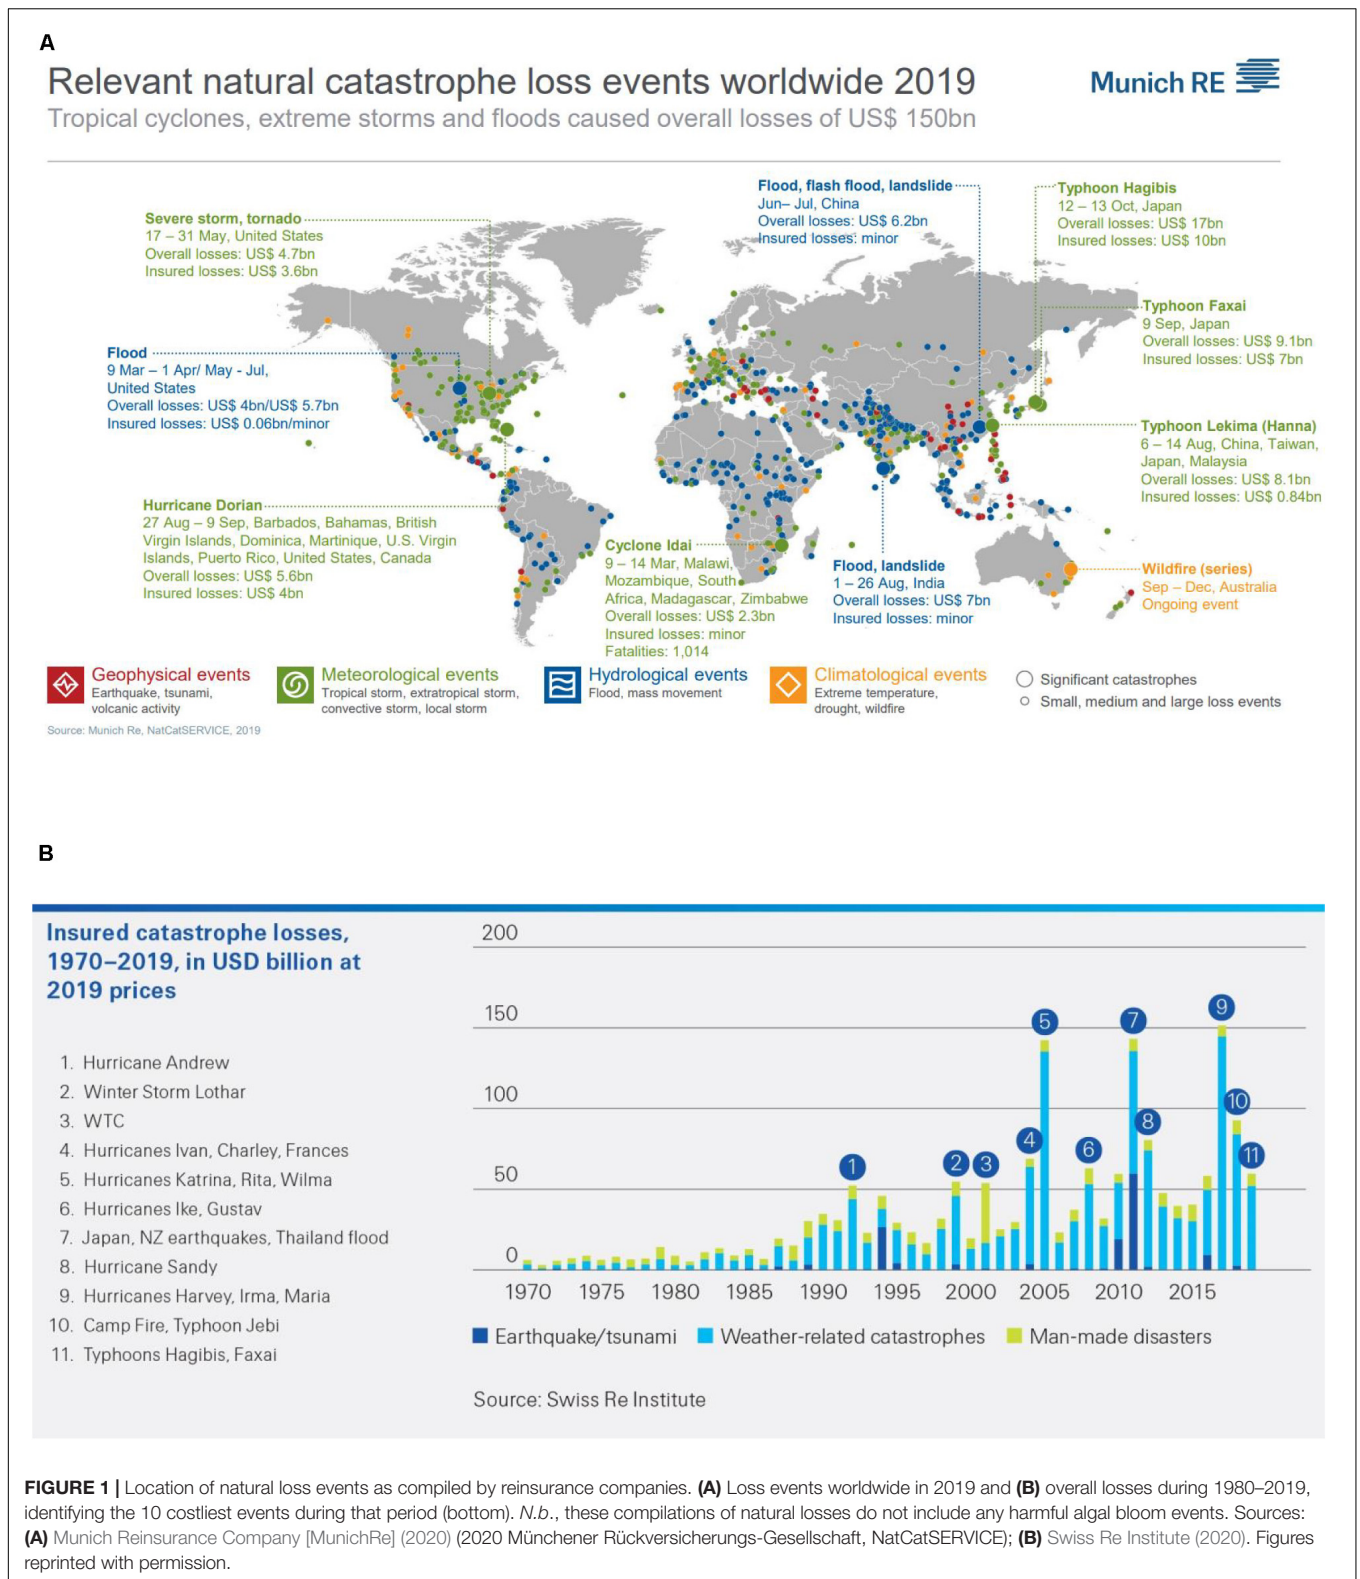 A
Relevant natural catastrophe loss events worldwide 2019
Tropical cyclones, extreme storms and floods caused overall losses of US$ 150bn
Munich RE
Severe storm, tornado
17 – 31 May, United States
Overall losses: US$ 4.7bn
Insured losses: US$ 3.6bn
Flood, flash flood, landslide
Jun– Jul, China
Overall losses: US$ 6.2bn
Insured losses: minor
Typhoon Hagibis
12 – 13 Oct, Japan
Overall losses: US$ 17bn
Insured losses: US$ 10bn
Typhoon Faxai
9 Sep, Japan
Overall losses: US$ 9.1bn
Insured losses: US$ 7bn
Flood
9 Mar – 1 Apr/ May - Jul,
United States
Overall losses: US$ 4bn/US$ 5.7bn
Insured losses: US$ 0.06bn/minor
Typhoon Lekima (Hanna)
6 – 14 Aug, China, Taiwan,
Japan, Malaysia
Overall losses: US$ 8.1bn
Insured losses: US$ 0.84bn
Hurricane Dorian
27 Aug – 9 Sep, Barbados, Bahamas, British
Virgin Islands, Dominica, Martinique, U.S. Virgin
Islands, Puerto Rico, United States, Canada
Overall losses: US$ 5.6bn
Insured losses: US$ 4bn
Cyclone Idai
9 – 14 Mar, Malawi,
Mozambique, South
Africa, Madagascar, Zimbabwe
Overall losses: US$ 2.3bn
Insured losses: minor
Fatalities: 1,014
Flood, landslide
1 – 26 Aug, India
Overall losses: US$ 7bn
Insured losses: minor
Wildfire (series)
Sep – Dec, Australia
Ongoing event
Geophysical events
Earthquake, tsunami,
volcanic activity
Meteorological events
Tropical storm, extratropical storm,
convective storm, local storm
Hydrological events
Flood, mass movement
Climatological events
Extreme temperature,
drought, wildfire
Significant catastrophes
Small, medium and large loss events
Source: Munich Re, NatCatSERVICE, 2019
B
Insured catastrophe losses,
1970–2019, in USD billion at
2019 prices
1. Hurricane Andrew
2. Winter Storm Lothar
3. WTC
4. Hurricanes Ivan, Charley, Frances
5. Hurricanes Katrina, Rita, Wilma
6. Hurricanes Ike, Gustav
7. Japan, NZ earthquakes, Thailand flood
8. Hurricane Sandy
9. Hurricanes Harvey, Irma, Maria
10. Camp Fire, Typhoon Jebi
11. Typhoons Hagibis, Faxai
200
150
100
50
0
1 2 3 4 5 6 7 8 9 10 11
1970 1975 1980 1985 1990 1995 2000 2005 2010 2015
Earthquake/tsunami Weather-related catastrophes Man-made disasters
Source: Swiss Re Institute
FIGURE 1 | Location of natural loss events as compiled by reinsurance companies. (A) Loss events worldwide in 2019 and (B) overall losses during 1980–2019,
identifying the 10 costliest events during that period (bottom). N.b., these compilations of natural losses do not include any harmful algal bloom events. Sources:
(A) Munich Reinsurance Company [MunichRe] (2020) (2020 Münchener Rückversicherungs-Gesellschaft, NatCatSERVICE); (B) Swiss Re Institute (2020). Figures
reprinted with permission.